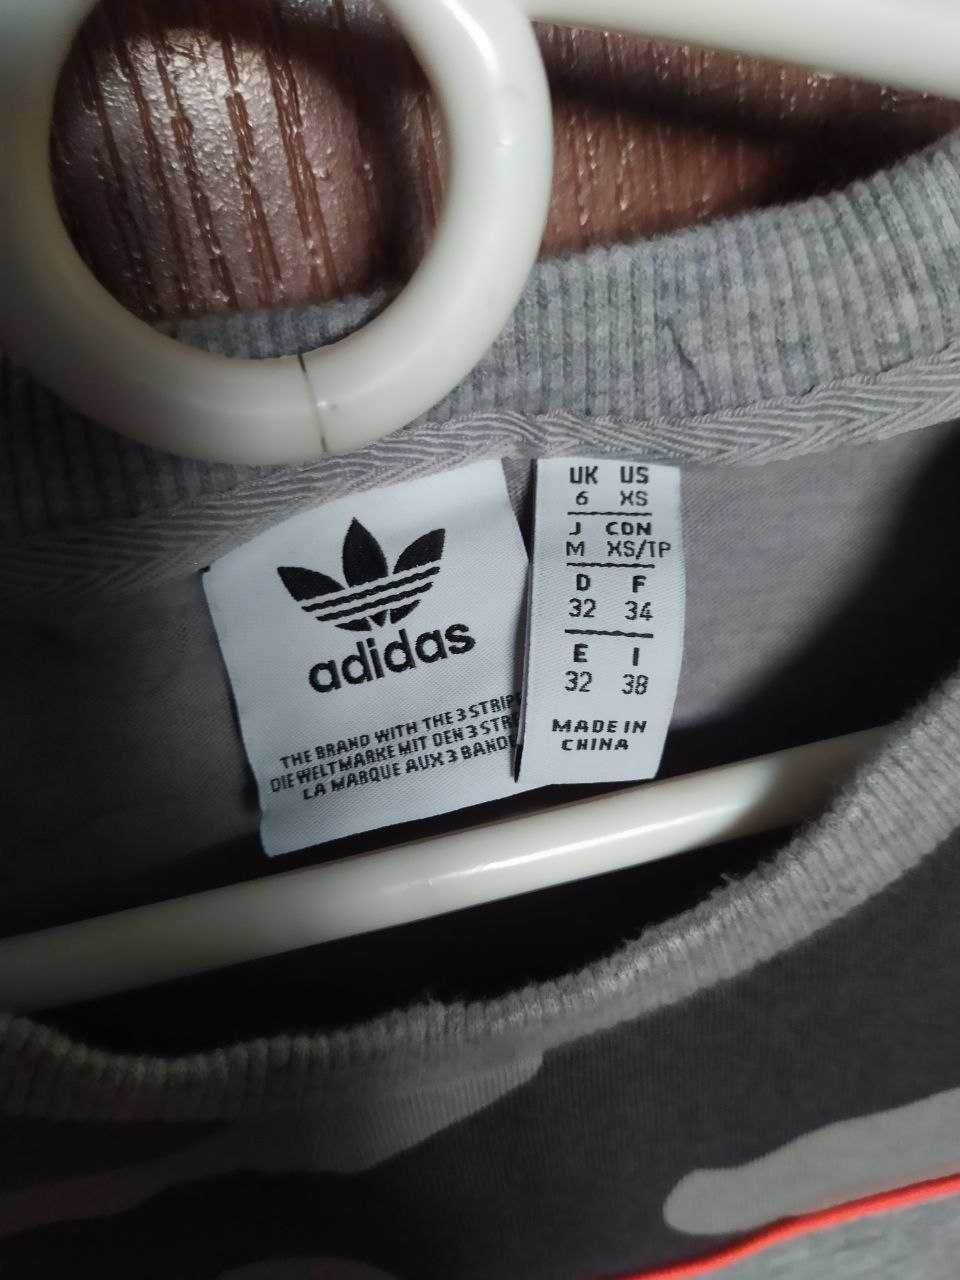 adidas
THE BRAND WITH THE 3 STRIP
DIE WELTMARKE MIT DEN 3 STR
LA MARQUE AUX 3 BANDE
UK US
6 XS
J CDN
M XS/TP
D F
32 34
E I
32 38
MADE IN
CHINA